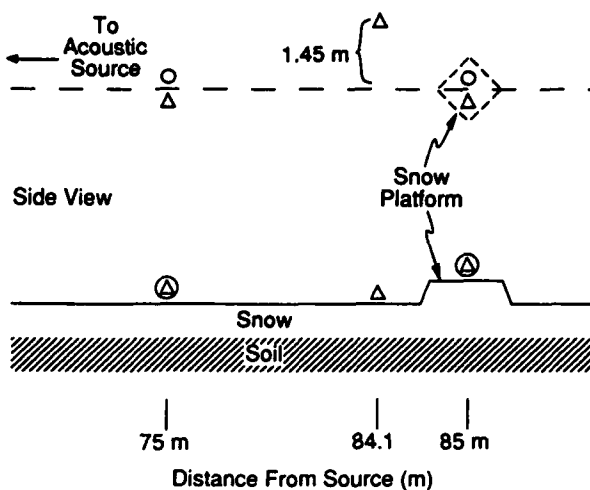 To
Acoustic
Source
1.45 m
Side View
Snow
Platform
Snow
Soil
75 m
84.1
85 m
Distance From Source (m)